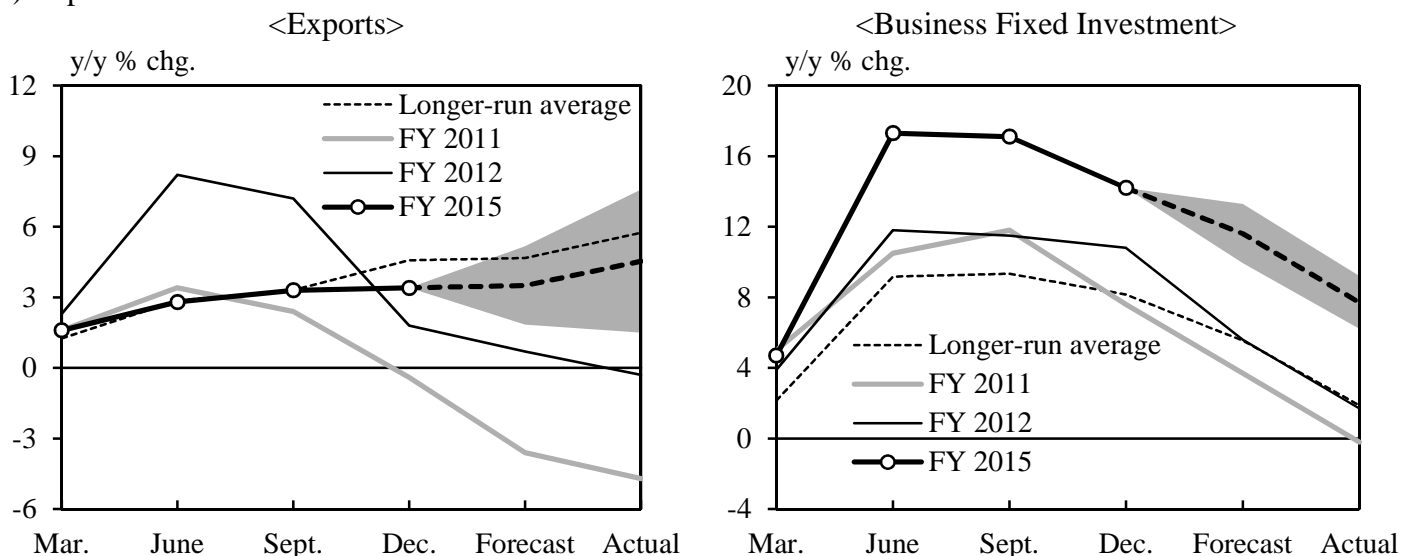 <Exports>
y/y % chg.
12
9
6
3
0
-3
-6
Longer-run average
FY 2011
FY 2012
FY 2015
Mar. June Sept. Dec. Forecast Actual
<Business Fixed Investment>
y/y % chg.
20
16
12
8
4
0
-4
Longer-run average
FY 2011
FY 2012
FY 2015
Mar. June Sept. Dec. Forecast Actual